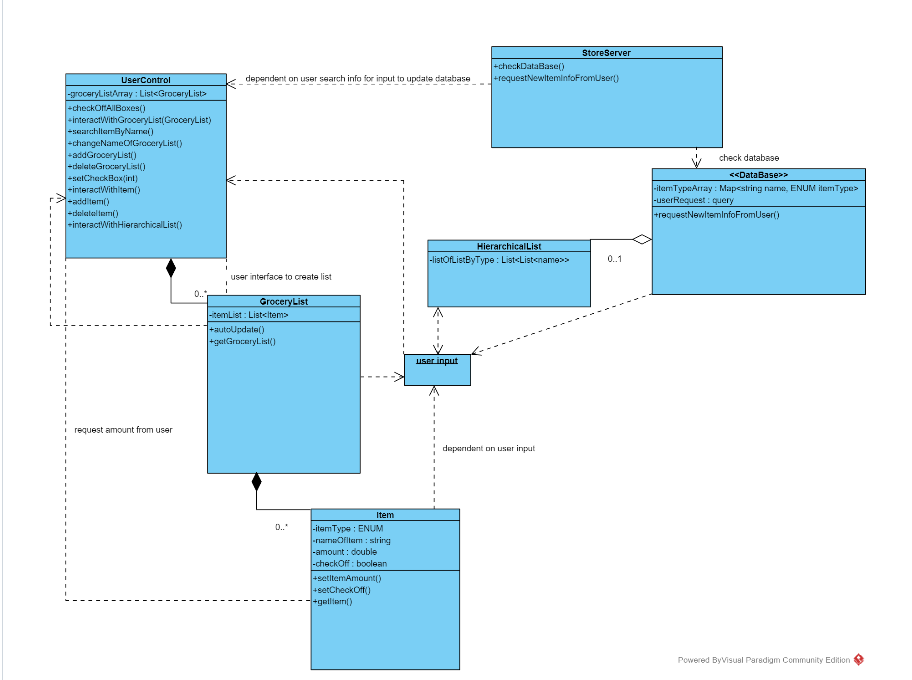 StoreServer
+checkDataBase()
+requestNewItemInfoFromUser()
UserControl
-groceryListArray : List<GroceryList>
+checkOffAllBoxes()
+interactWithGroceryList(GroceryList)
+searchItemByName()
+changeNameOfGroceryList()
+addGroceryList()
+deleteGroceryList()
+setCheckBox(int)
+interactWithItem()
+addItem()
+deleteItem()
+interactWithHierarchicalList()
dependent on user search info for input to update database
check database
<<DataBase>>
-itemTypeArray : Map<string name, ENUM itemType>
-userRequest : query
+requestNewItemInfoFromUser()
HierarchicalList
-listOfListByType : List<List<name>>
0..1
user interface to create list
0..*
GroceryList
-itemList : List<Item>
+autoUpdate()
+getGroceryList()
user input
request amount from user
dependent on user input
0..*
Item
-itemType : ENUM
-nameOfItem : string
-amount : double
-checkOff : boolean
+setItemAmount()
+setCheckOff()
+getItem()
Powered ByVisual Paradigm Community Edition